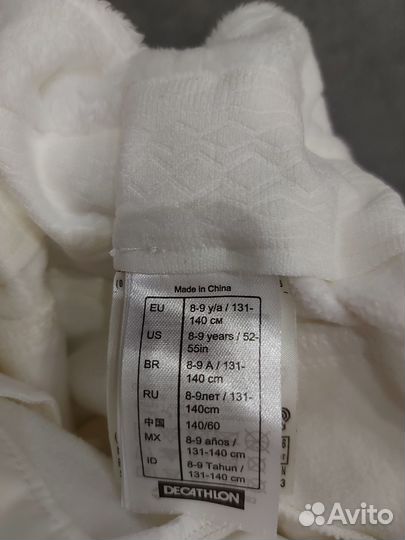 Made in China
EU 8-9 y/a / 131-
140 см
US 8-9 years / 52-
55in
BR 8-9 A / 131-
140 cm
RU 8-9лет / 131-
140cm
中国 140/60
MX 8-9 años /
131-140 cm
ID 8-9 Tahun /
131-140 cm
DECATHLON
Avito